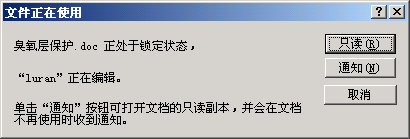 文件正在使用
臭氧层保护.doc 正处于锁定状态，
“luran”正在编辑。
单击“通知”按钮可打开文档的只读副本，并会在文档
不再使用时收到通知。
只读(R)
通知(N)
取消